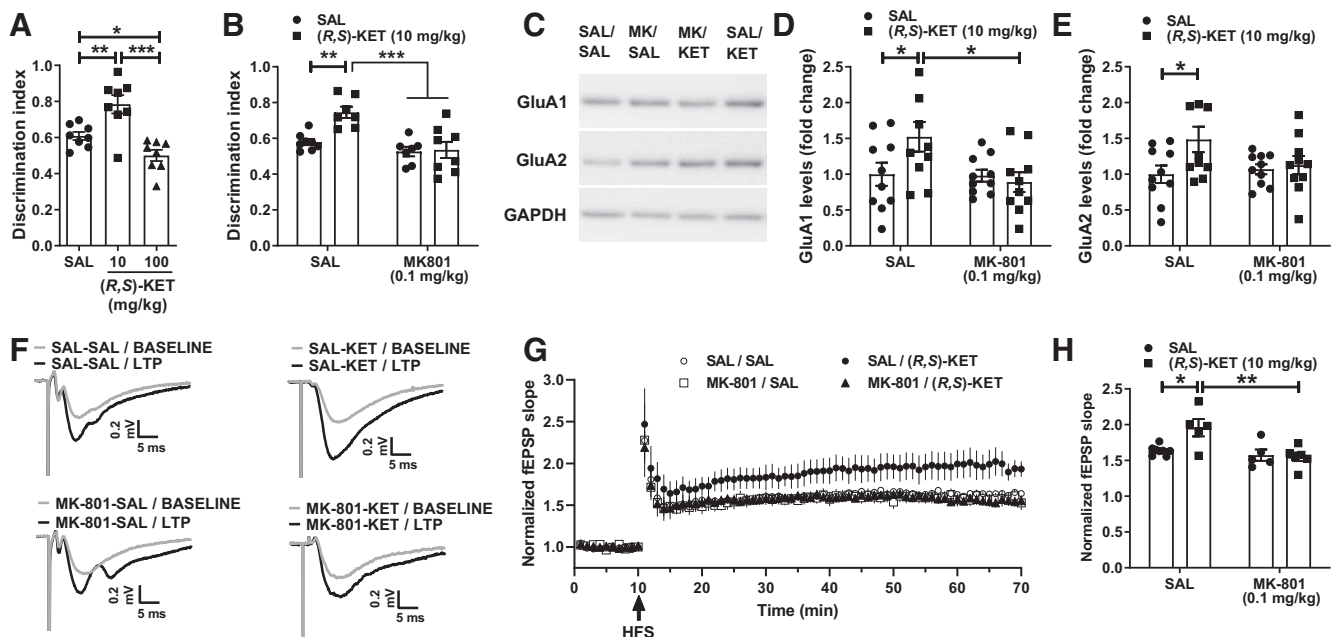 A
*
**
***
Discrimination index
1.0
0.8
0.6
0.4
0.2
0.0
SAL
10
100
(R,S)-KET
(mg/kg)
B
SAL
(R,S)-KET (10 mg/kg)
**
***
Discrimination index
1.0
0.8
0.6
0.4
0.2
0.0
SAL
MK801
(0.1 mg/kg)
C
SAL/ MK/ MK/ SAL/
SAL SAL KET KET
GluA1
GluA2
GAPDH
D
SAL
(R,S)-KET (10 mg/kg)
*
*
GluA1 levels (fold change)
2.5
2.0
1.5
1.0
0.5
0.0
SAL
MK-801
(0.1 mg/kg)
E
SAL
(R,S)-KET (10 mg/kg)
*
GluA2 levels (fold change)
2.5
2.0
1.5
1.0
0.5
0.0
SAL
MK-801
(0.1 mg/kg)
F
SAL-SAL / BASELINE
SAL-SAL / LTP
0.2
mV
5 ms
SAL-KET / BASELINE
SAL-KET / LTP
0.2
mV
5 ms
MK-801-SAL / BASELINE
MK-801-SAL / LTP
0.2
mV
5 ms
MK-801-KET / BASELINE
MK-801-KET / LTP
0.2
mV
5 ms
G
SAL / SAL
SAL / (R,S)-KET
MK-801 / SAL
MK-801 / (R,S)-KET
Normalized fEPSP slope
3.0
2.5
2.0
1.5
1.0
0 10 20 30 40 50 60 70
Time (min)
HFS
H
SAL
(R,S)-KET (10 mg/kg)
*
**
Normalized fEPSP slope
2.5
2.0
1.5
1.0
0.5
0.0
SAL
MK-801
(0.1 mg/kg)